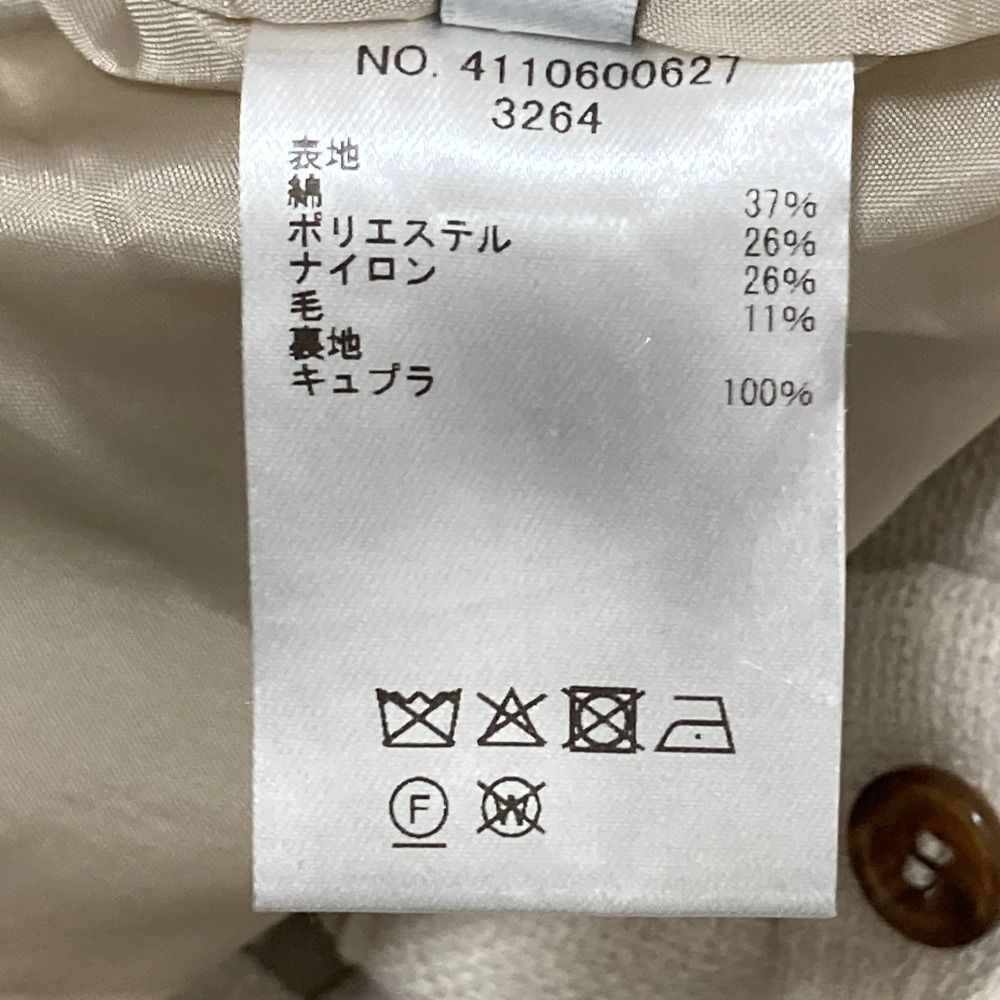 NO. 4110600627
3264
表地
綿 37%
ポリエステル 26%
ナイロン 26%
毛 11%
裏地
キュプラ 100%
F W